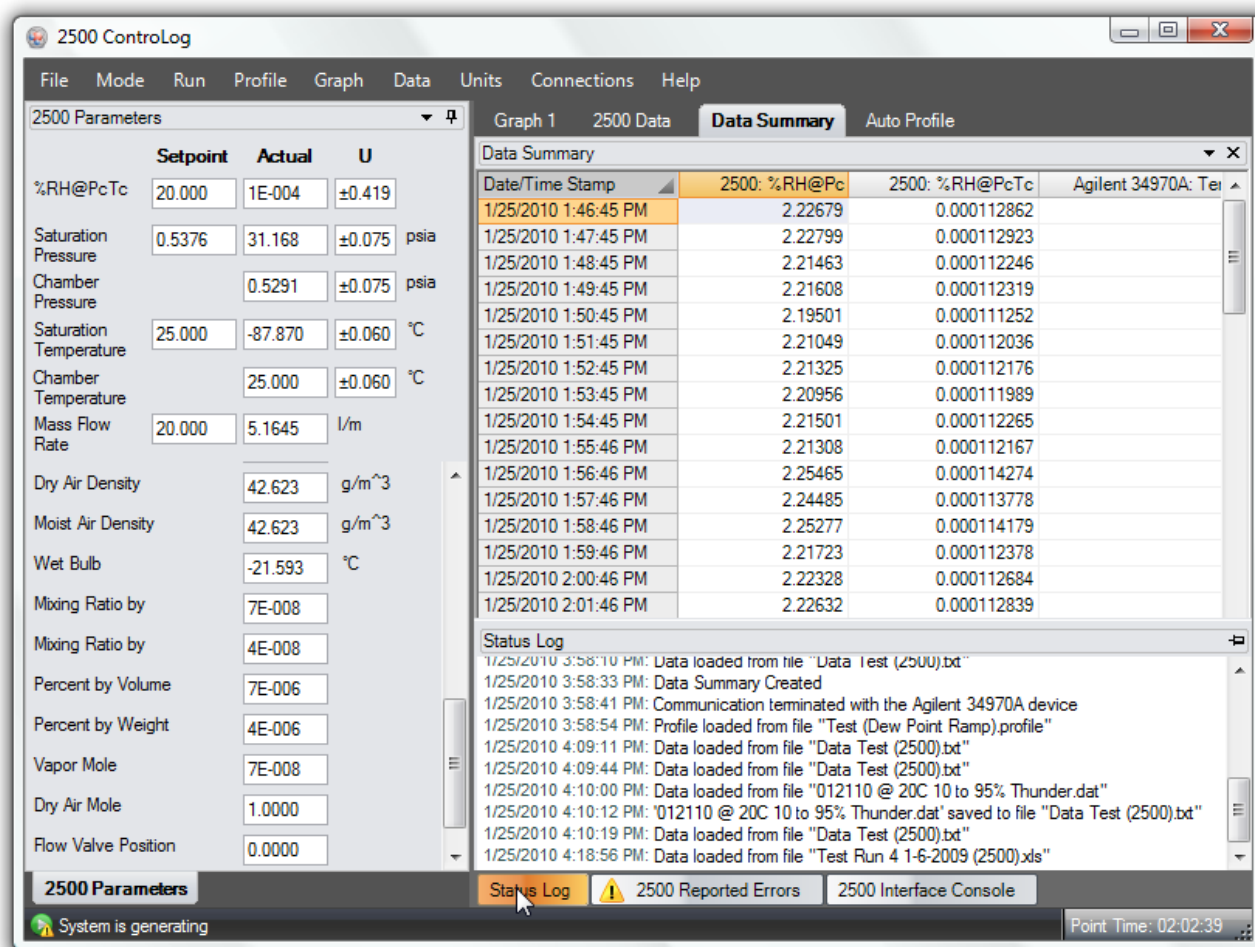 2500 ControLog
File Mode Run Profile Graph Data Units Connections Help
2500 Parameters
Setpoint Actual U
%RH@PcTc 20.000 1E-004 ±0.419
Saturation Pressure 0.5376 31.168 ±0.075 psia
Chamber Pressure 0.5291 ±0.075 psia
Saturation Temperature 25.000 -87.870 ±0.060 °C
Chamber Temperature 25.000 ±0.060 °C
Mass Flow Rate 20.000 5.1645 l/m
Dry Air Density 42.623 g/m^3
Moist Air Density 42.623 g/m^3
Wet Bulb -21.593 °C
Mixing Ratio by 7E-008
Mixing Ratio by 4E-008
Percent by Volume 7E-006
Percent by Weight 4E-006
Vapor Mole 7E-008
Dry Air Mole 1.0000
Flow Valve Position 0.0000
2500 Parameters
Graph 1 2500 Data Data Summary Auto Profile
Data Summary
Date/Time Stamp 2500: %RH@Pc 2500: %RH@PcTc Agilent 34970A: Ter
1/25/2010 1:46:45 PM 2.22679 0.000112862
1/25/2010 1:47:45 PM 2.22799 0.000112923
1/25/2010 1:48:45 PM 2.21463 0.000112246
1/25/2010 1:49:45 PM 2.21608 0.000112319
1/25/2010 1:50:45 PM 2.19501 0.000111252
1/25/2010 1:51:45 PM 2.21049 0.000112036
1/25/2010 1:52:45 PM 2.21325 0.000112176
1/25/2010 1:53:45 PM 2.20956 0.000111989
1/25/2010 1:54:45 PM 2.21501 0.000112265
1/25/2010 1:55:46 PM 2.21308 0.000112167
1/25/2010 1:56:46 PM 2.25465 0.000114274
1/25/2010 1:57:46 PM 2.24485 0.000113778
1/25/2010 1:58:46 PM 2.25277 0.000114179
1/25/2010 1:59:46 PM 2.21723 0.000112378
1/25/2010 2:00:46 PM 2.22328 0.000112684
1/25/2010 2:01:46 PM 2.22632 0.000112839
Status Log
1/25/2010 3:58:10 PM: Data loaded from file "Data Test (2500).txt"
1/25/2010 3:58:33 PM: Data Summary Created
1/25/2010 3:58:41 PM: Communication terminated with the Agilent 34970A device
1/25/2010 3:58:54 PM: Profile loaded from file "Test (Dew Point Ramp).profile"
1/25/2010 4:09:11 PM: Data loaded from file "Data Test (2500).txt"
1/25/2010 4:09:44 PM: Data loaded from file "Data Test (2500).txt"
1/25/2010 4:10:00 PM: Data loaded from file "012110 @ 20C 10 to 95% Thunder.dat"
1/25/2010 4:10:12 PM: '012110 @ 20C 10 to 95% Thunder.dat' saved to file "Data Test (2500).txt"
1/25/2010 4:10:19 PM: Data loaded from file "Data Test (2500).txt"
1/25/2010 4:18:56 PM: Data loaded from file "Test Run 4 1-6-2009 (2500).xls"
Status Log 2500 Reported Errors 2500 Interface Console
System is generating Point Time: 02:02:39